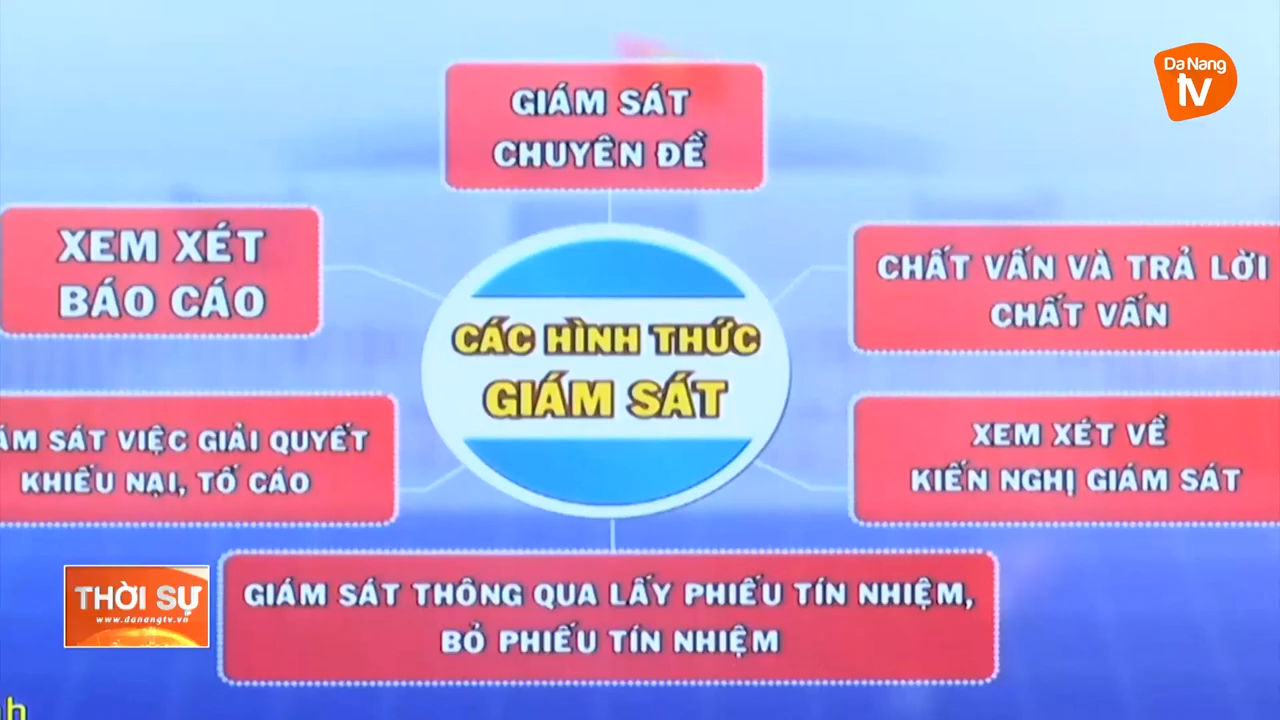 Da Nang
tv
GIÁM SÁT
CHUYÊN ĐỀ
XEM XÉT
BÁO CÁO
CHẤT VẤN VÀ TRẢ LỜI
CHẤT VẤN
CÁC HÌNH THỨC
GIÁM SÁT
SÁT VIỆC GIẢI QUYẾT
KHIẾU NẠI, TỐ CÁO
XEM XÉT VỀ
KIẾN NGHỊ GIÁM SÁT
GIÁM SÁT THÔNG QUA LẤY PHIẾU TÍN NHIỆM,
BỎ PHIẾU TÍN NHIỆM
THỜI SỰ
www.danangtv.vn